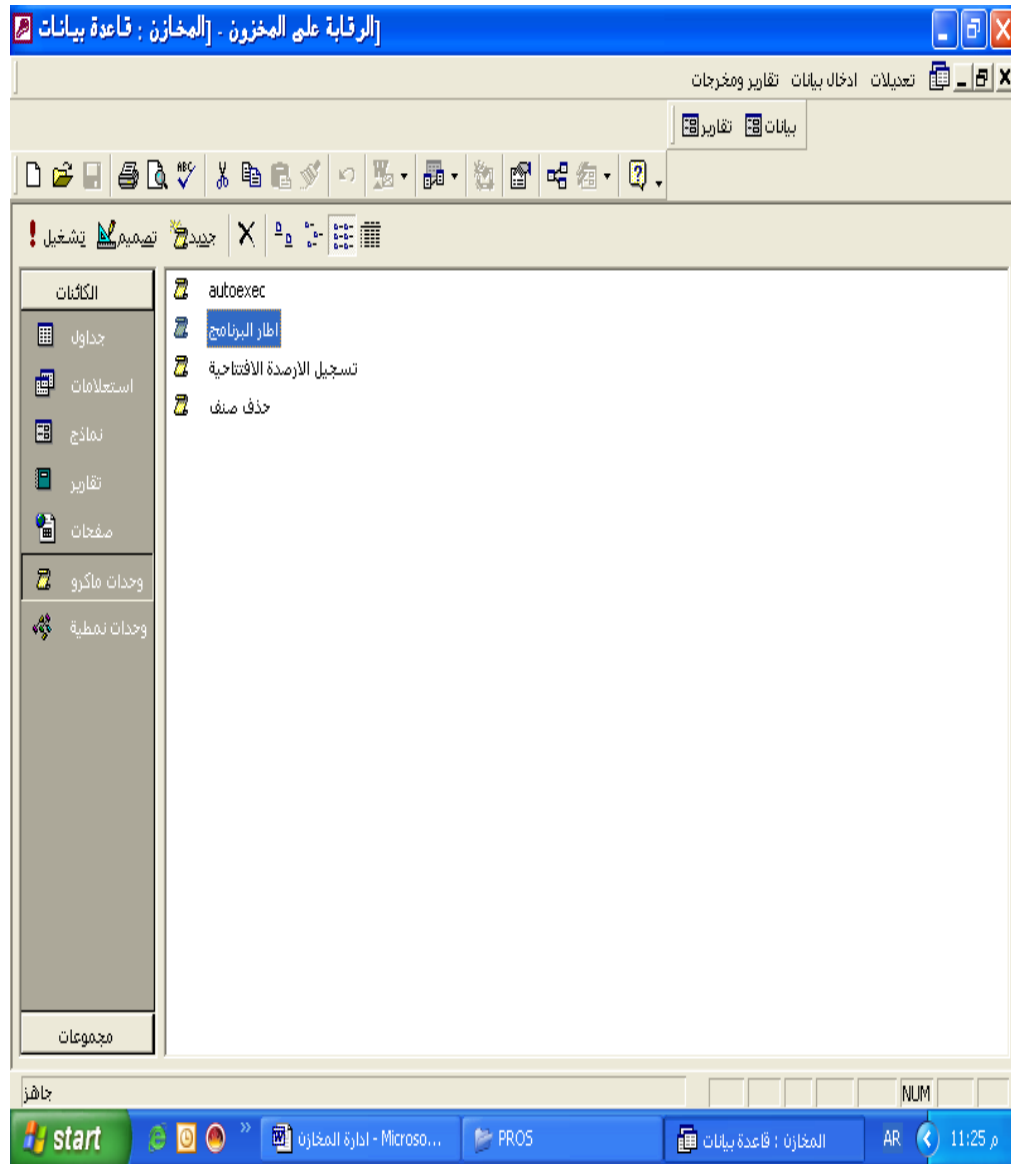 [الرقابة على المخزون - [المخازن : قاعدة بيانات
تعديلات ادخال بيانات تقارير ومخرجات
بيانات تقارير
ABC
جديد تصميم تشغيل
الكائنات
جداول
استعلامات
نماذج
تقارير
صفحات
وحدات ماكرو
وحدات نمطية
مجموعات
autoexec
اطار البرنامج
تسجيل الارصدة الافتتاحية
حذف صنف
جاهز
NUM
start
ادارة المخازن - Microso...
PROS
المخازن : قاعدة بيانات
AR
11:25 م